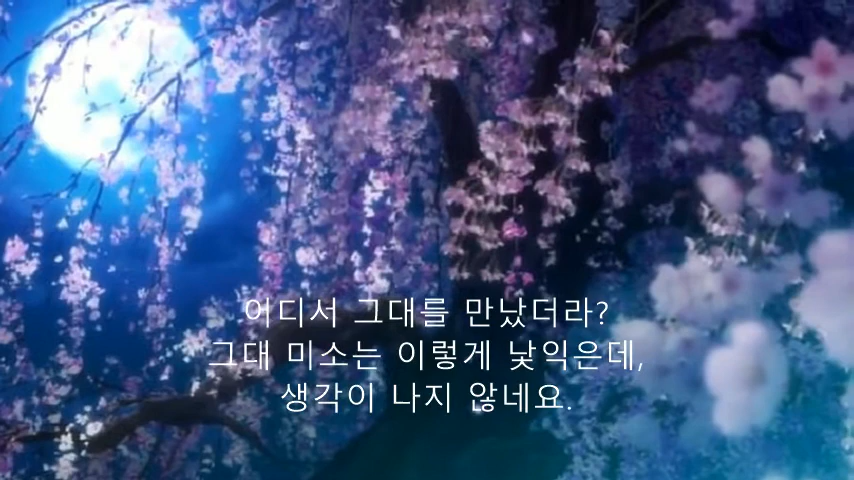 어디서 그대를 만났더라?
그대 미소는 이렇게 낯익은데,
생각이 나지 않네요.